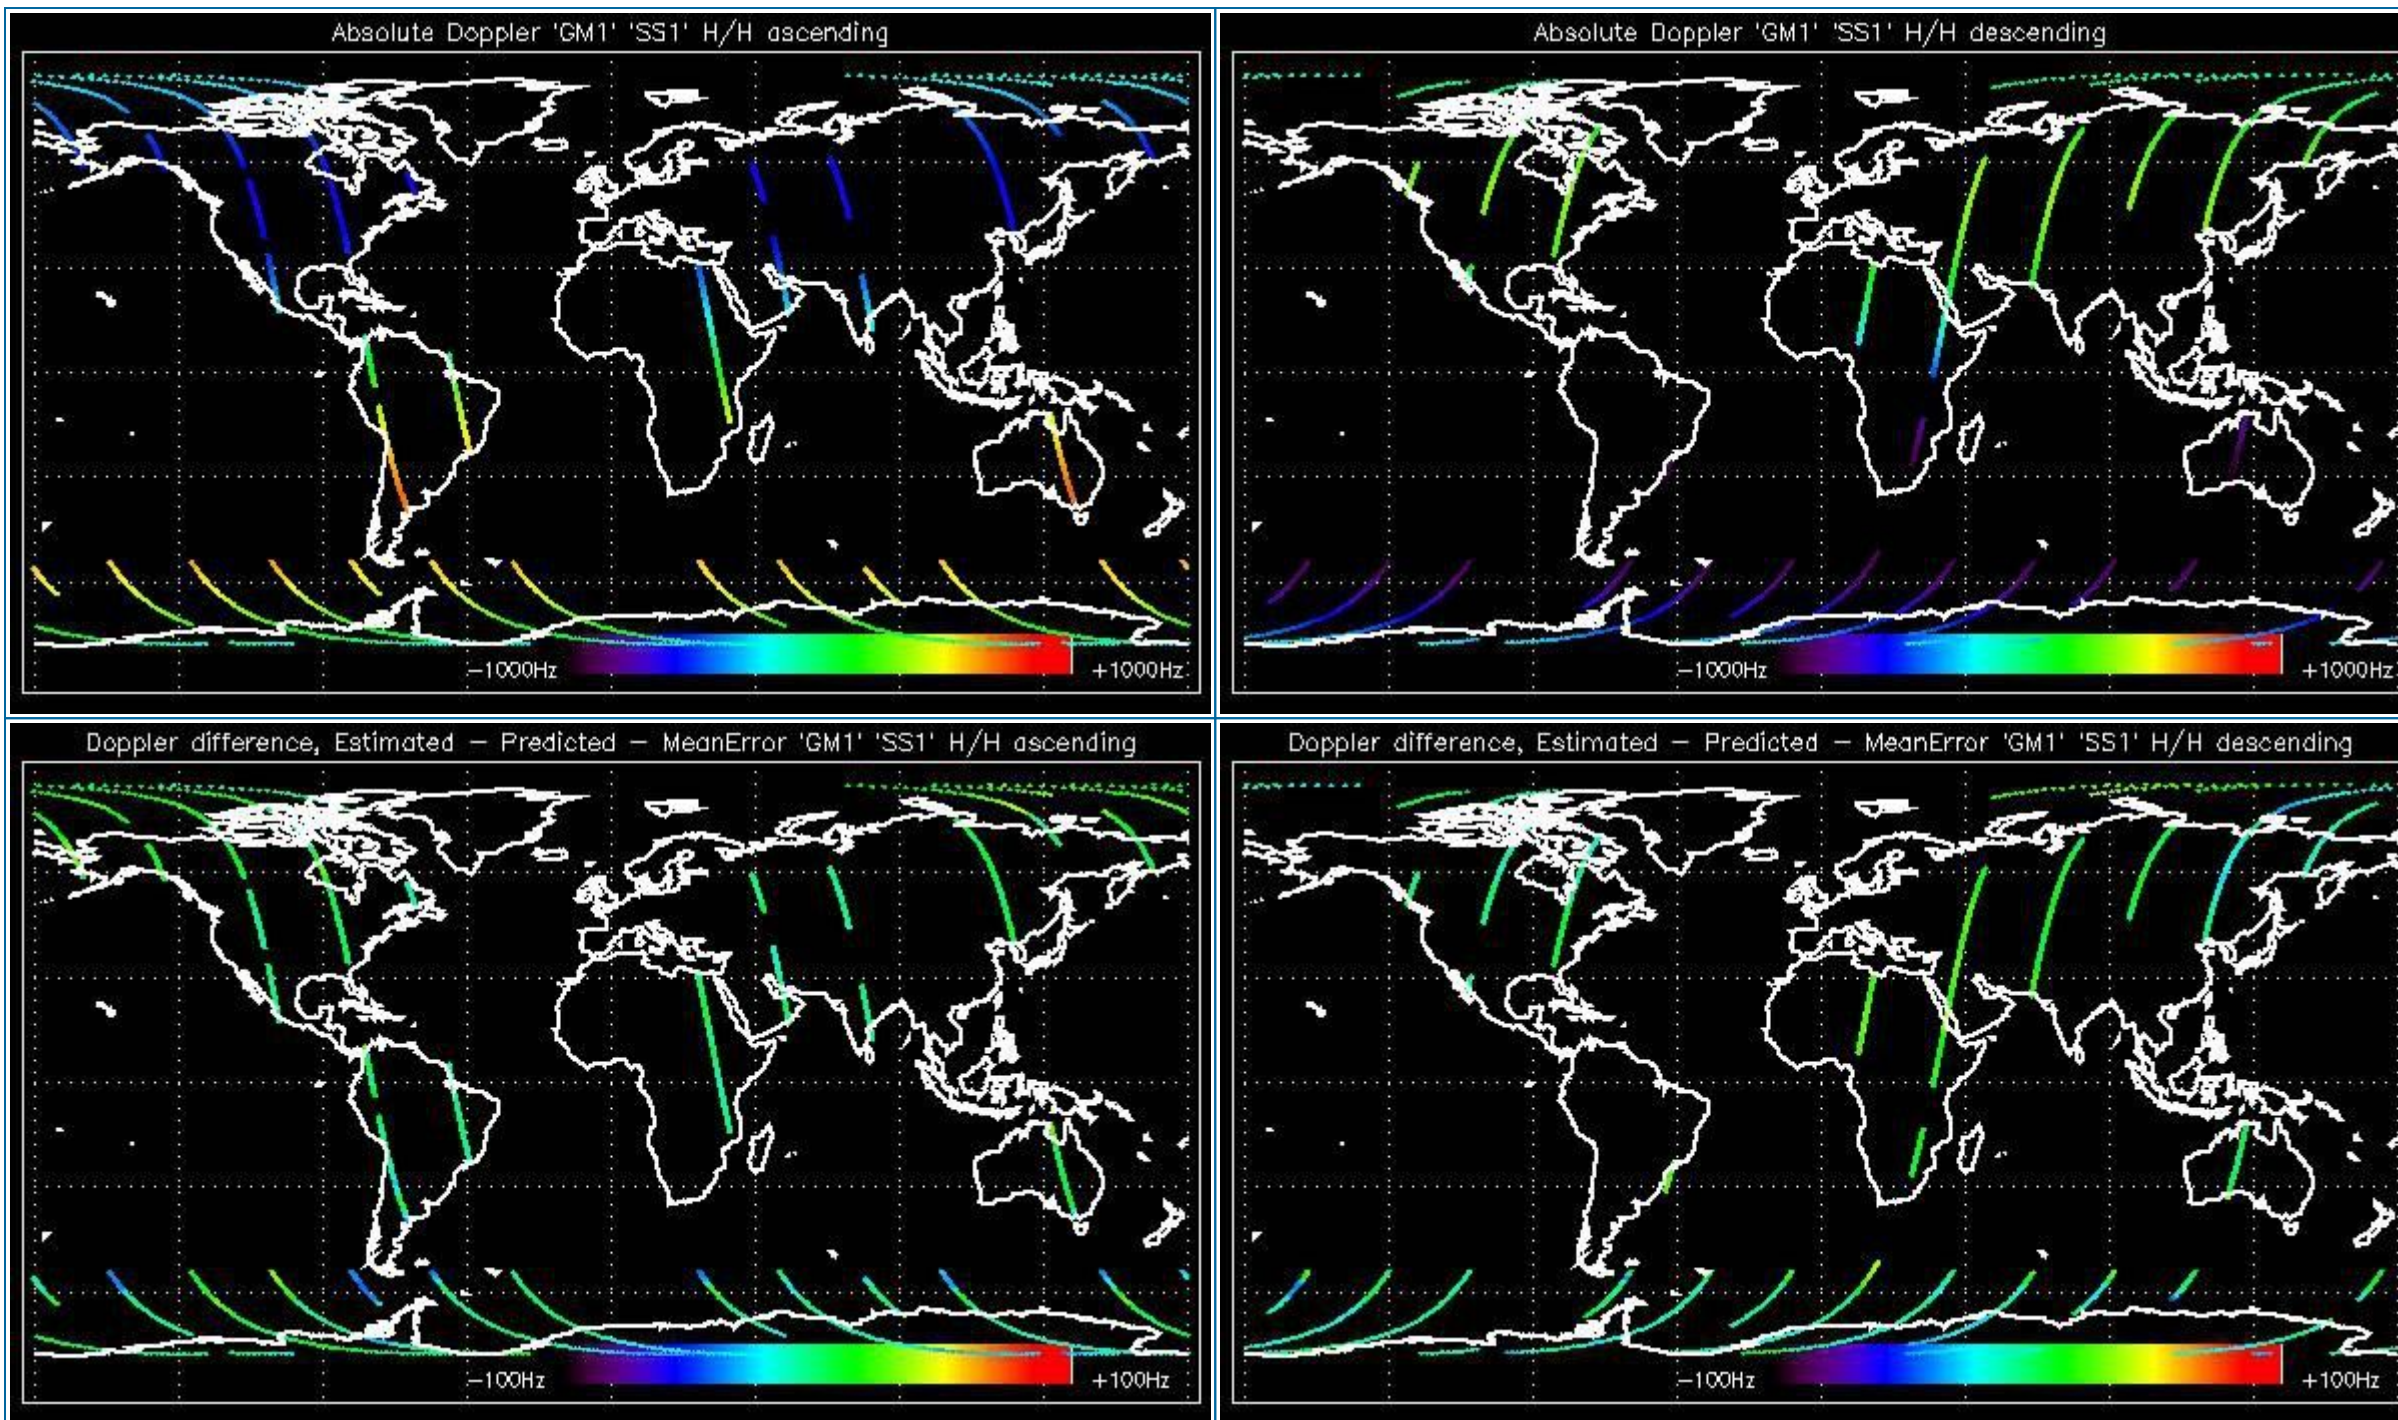 Absolute Doppler 'GM1' 'SS1' H/H ascending
-1000Hz
+1000Hz
Absolute Doppler 'GM1' 'SS1' H/H descending
-1000Hz
+1000Hz
Doppler difference, Estimated - Predicted - MeanError 'GM1' 'SS1' H/H ascending
-100Hz
+100Hz
Doppler difference, Estimated - Predicted - MeanError 'GM1' 'SS1' H/H descending
-100Hz
+100Hz